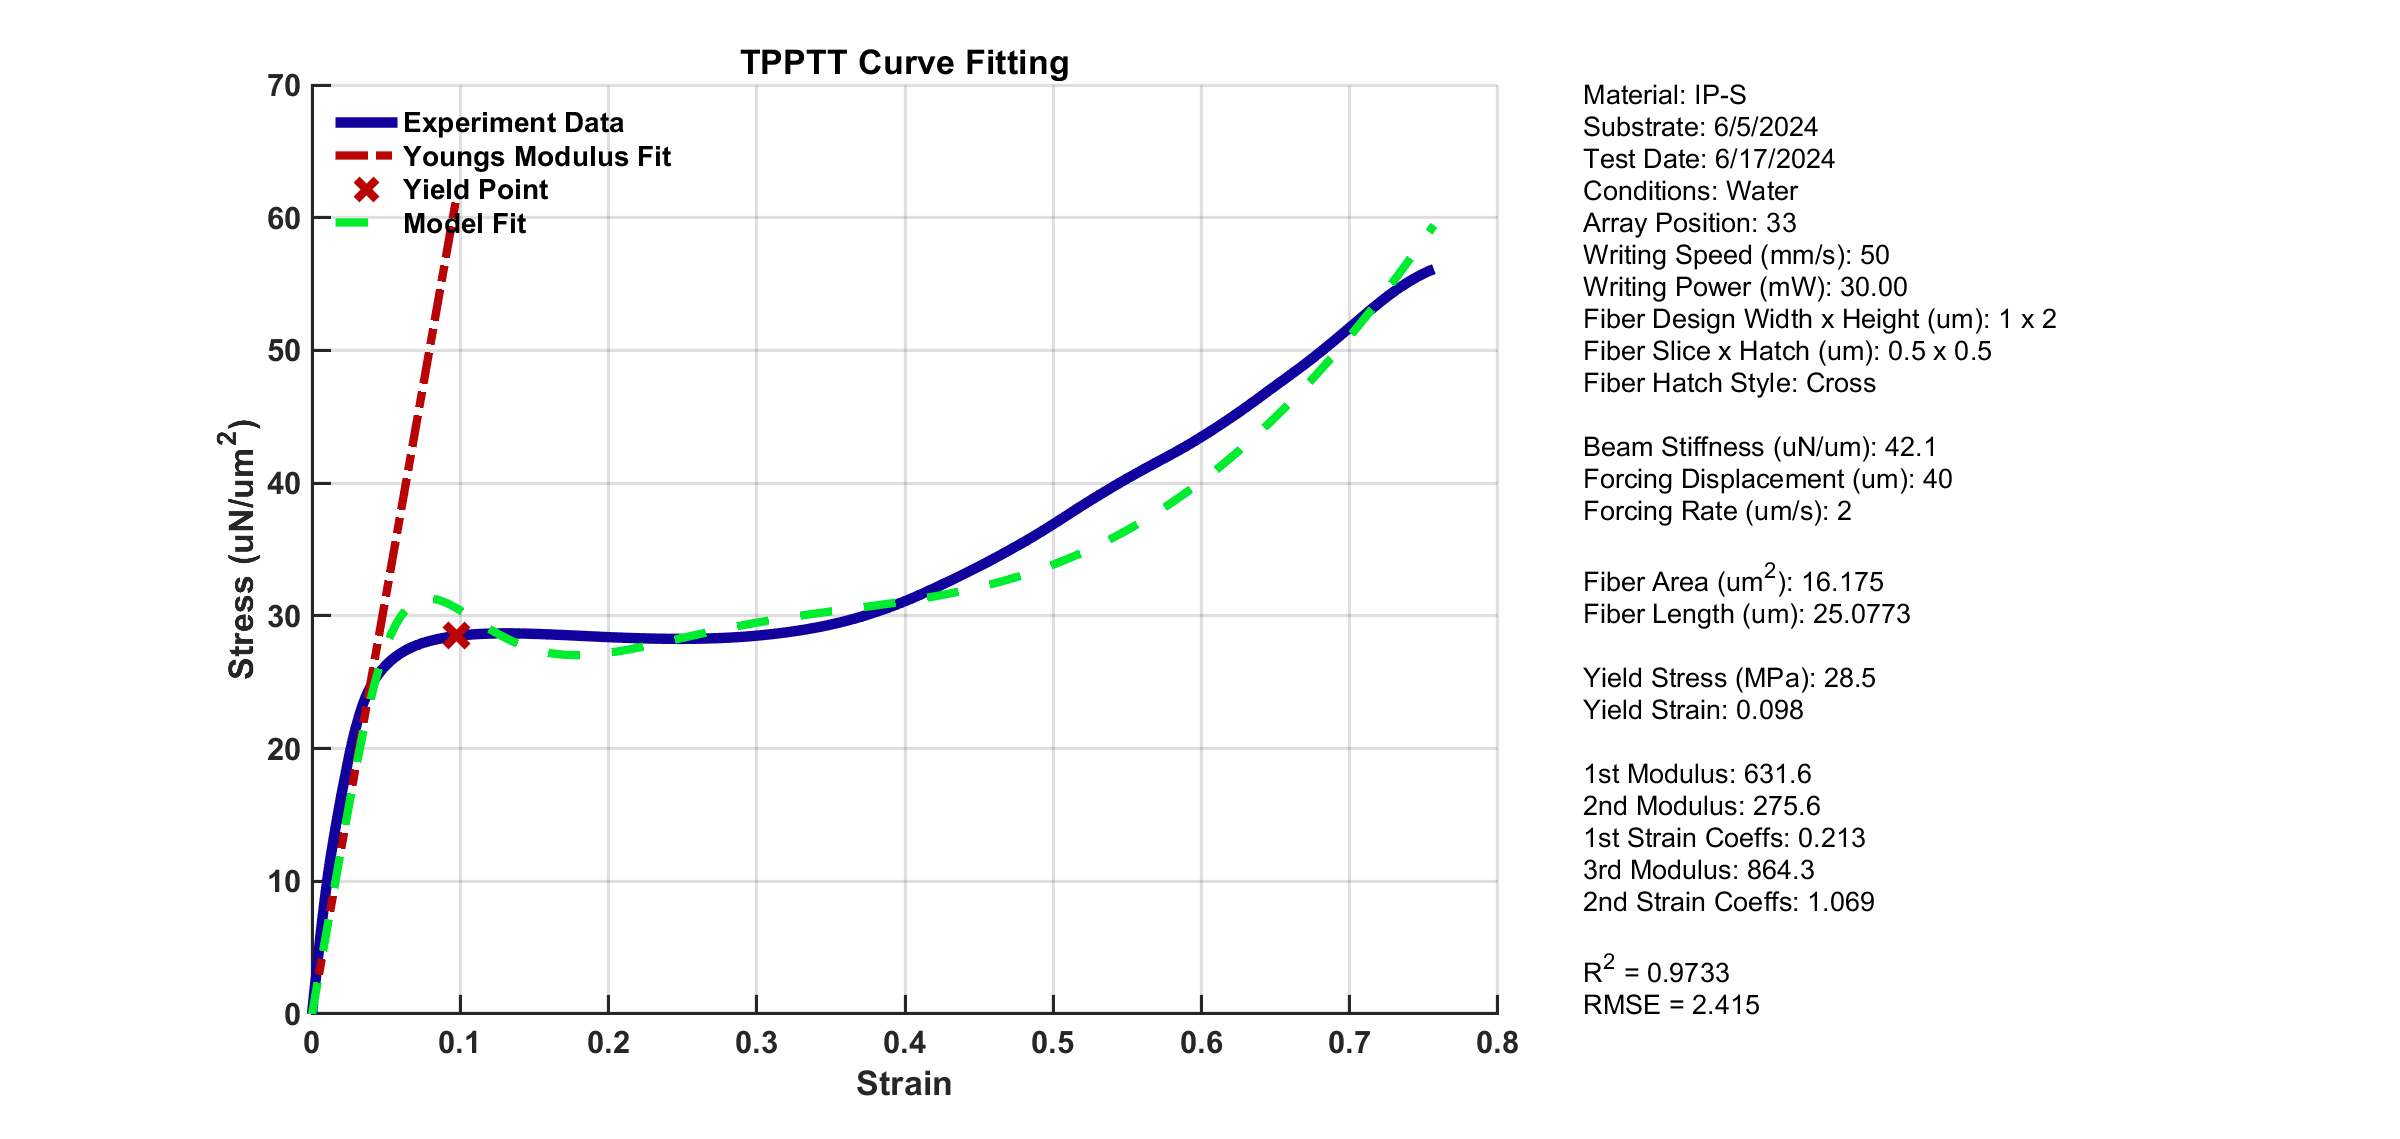 TPPTT Curve Fitting
70
60
50
40
30
20
10
0
Stress (uN/um²)
Experiment Data
Youngs Modulus Fit
Yield Point
Model Fit
0 0.1 0.2 0.3 0.4 0.5 0.6 0.7 0.8
Strain
Material: IP-S
Substrate: 6/5/2024
Test Date: 6/17/2024
Conditions: Water
Array Position: 33
Writing Speed (mm/s): 50
Writing Power (mW): 30.00
Fiber Design Width x Height (um): 1 x 2
Fiber Slice x Hatch (um): 0.5 x 0.5
Fiber Hatch Style: Cross
Beam Stiffness (uN/um): 42.1
Forcing Displacement (um): 40
Forcing Rate (um/s): 2
Fiber Area (um²): 16.175
Fiber Length (um): 25.0773
Yield Stress (MPa): 28.5
Yield Strain: 0.098
1st Modulus: 631.6
2nd Modulus: 275.6
1st Strain Coeffs: 0.213
3rd Modulus: 864.3
2nd Strain Coeffs: 1.069
R² = 0.9733
RMSE = 2.415